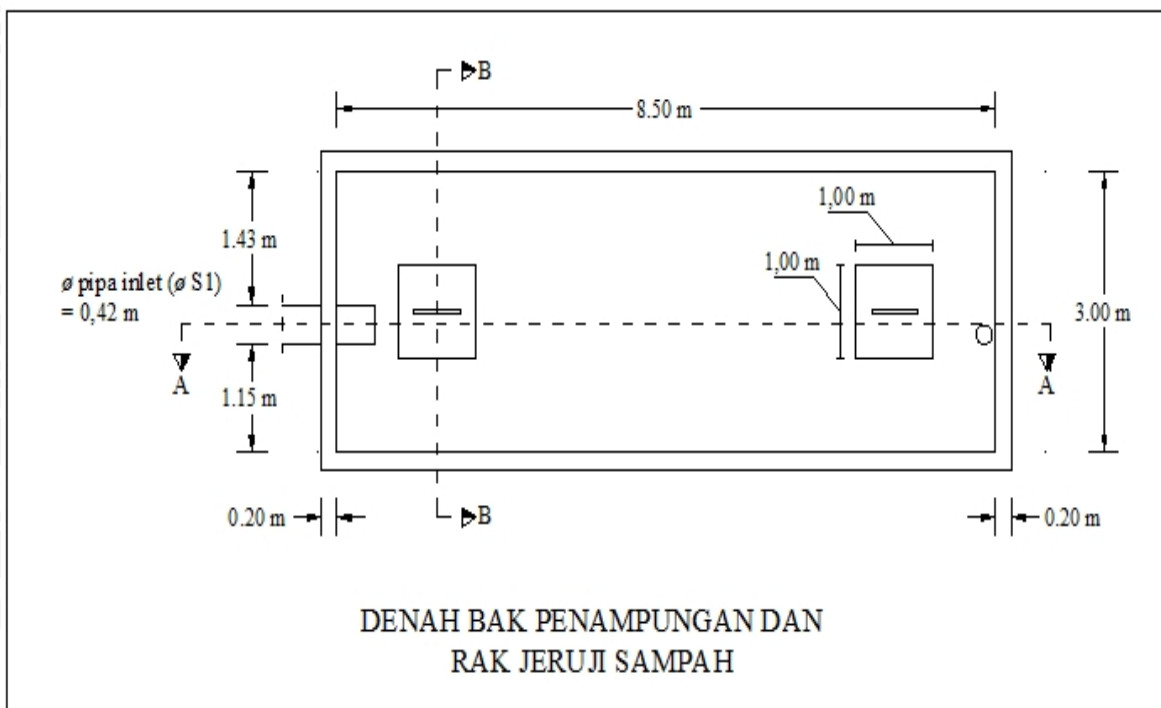 B
8.50 m
1,00 m
1.43 m
1,00 m
ø pipa inlet (ø S1)
= 0,42 m
3.00 m
A
A
1.15 m
0.20 m
B
0.20 m
DENAH BAK PENAMPUNGAN DAN
RAK JERUJI SAMPAH